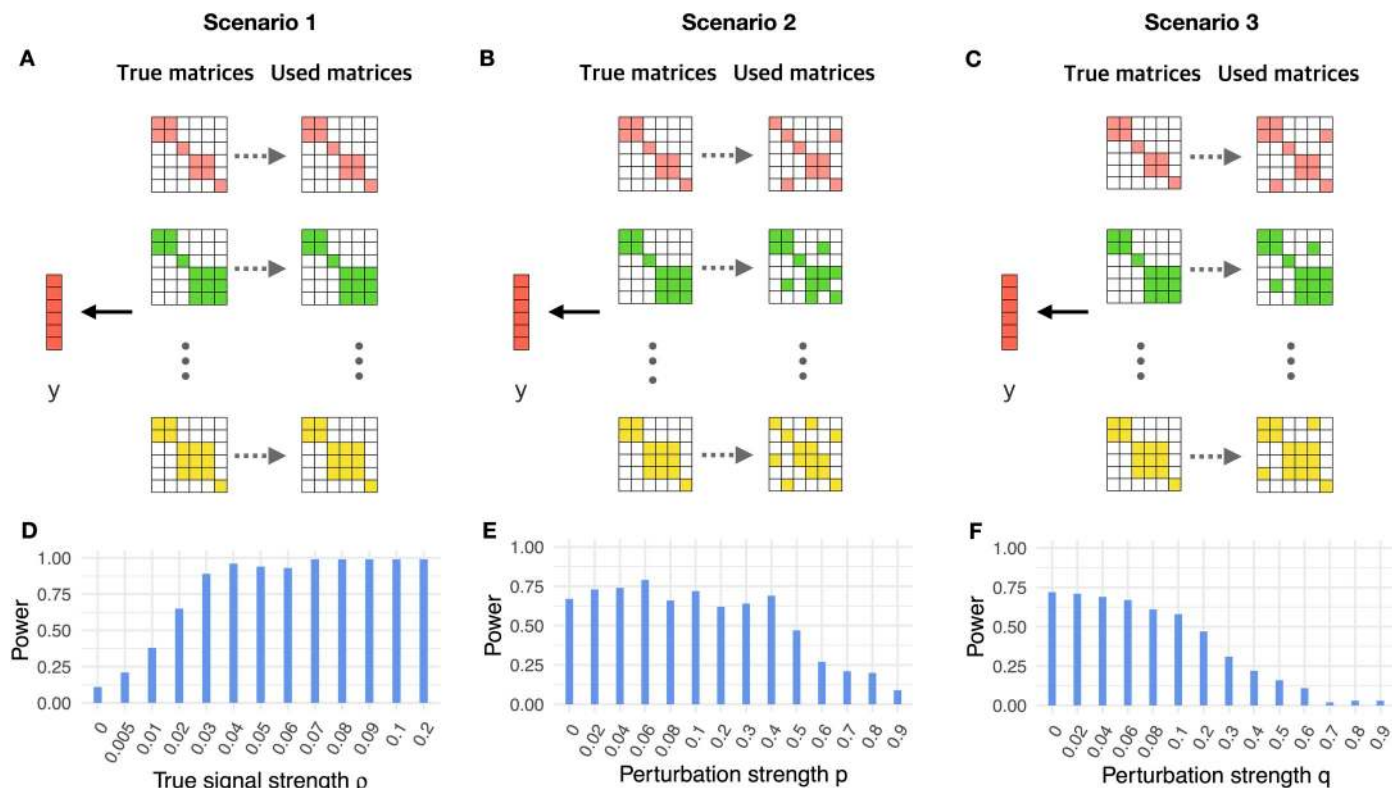 Scenario 1
Scenario 2
Scenario 3
A
True matrices Used matrices
B
True matrices Used matrices
C
True matrices Used matrices
y
y
y
D
1.00
0.75
0.50
0.25
0.00
Power
0 0.005 0.01 0.02 0.03 0.04 0.05 0.06 0.07 0.08 0.09 0.1 0.2
True signal strength ρ
E
1.00
0.75
0.50
0.25
0.00
Power
0 0.02 0.04 0.06 0.08 0.1 0.2 0.3 0.4 0.5 0.6 0.7 0.8 0.9
Perturbation strength p
F
1.00
0.75
0.50
0.25
0.00
Power
0 0.02 0.04 0.06 0.08 0.1 0.2 0.3 0.4 0.5 0.6 0.7 0.8 0.9
Perturbation strength q